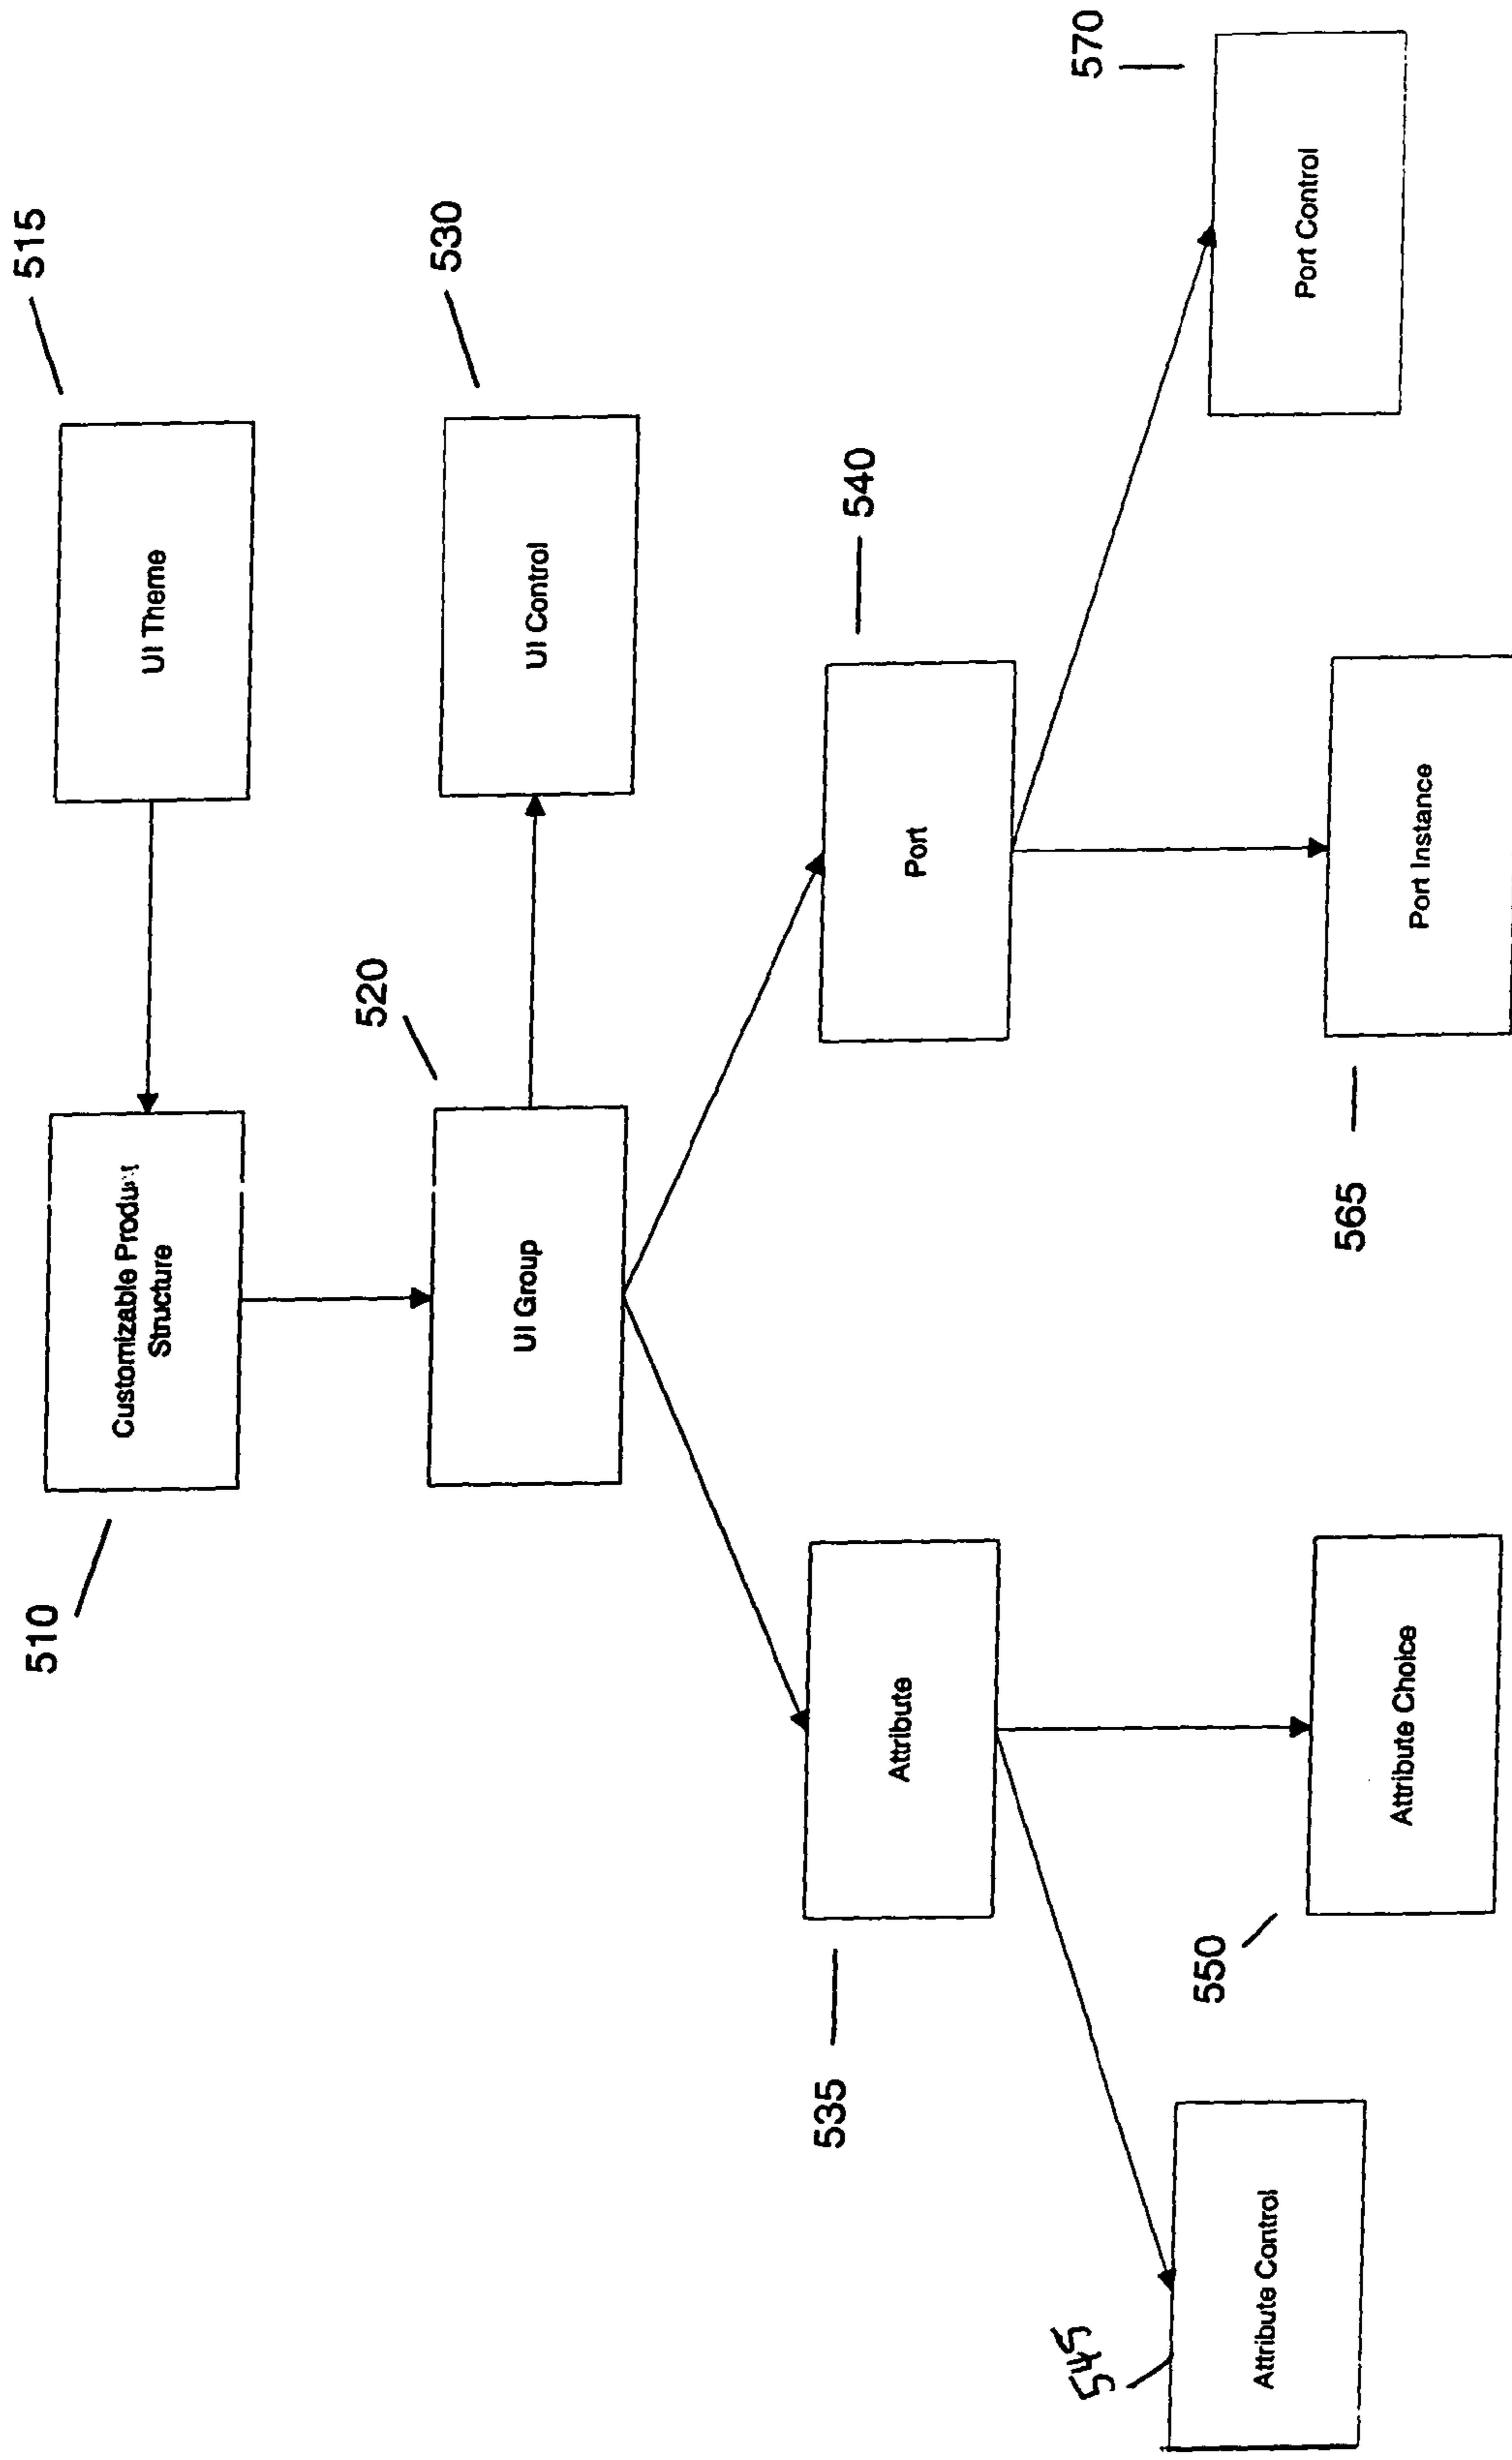 510
Customizable Product
Structure
UI Theme
515
520
UI Group
UI Control
530
535
Attribute
Port
540
545
Attribute Control
550
Attribute Choice
565
Port Instance
Port Control
570